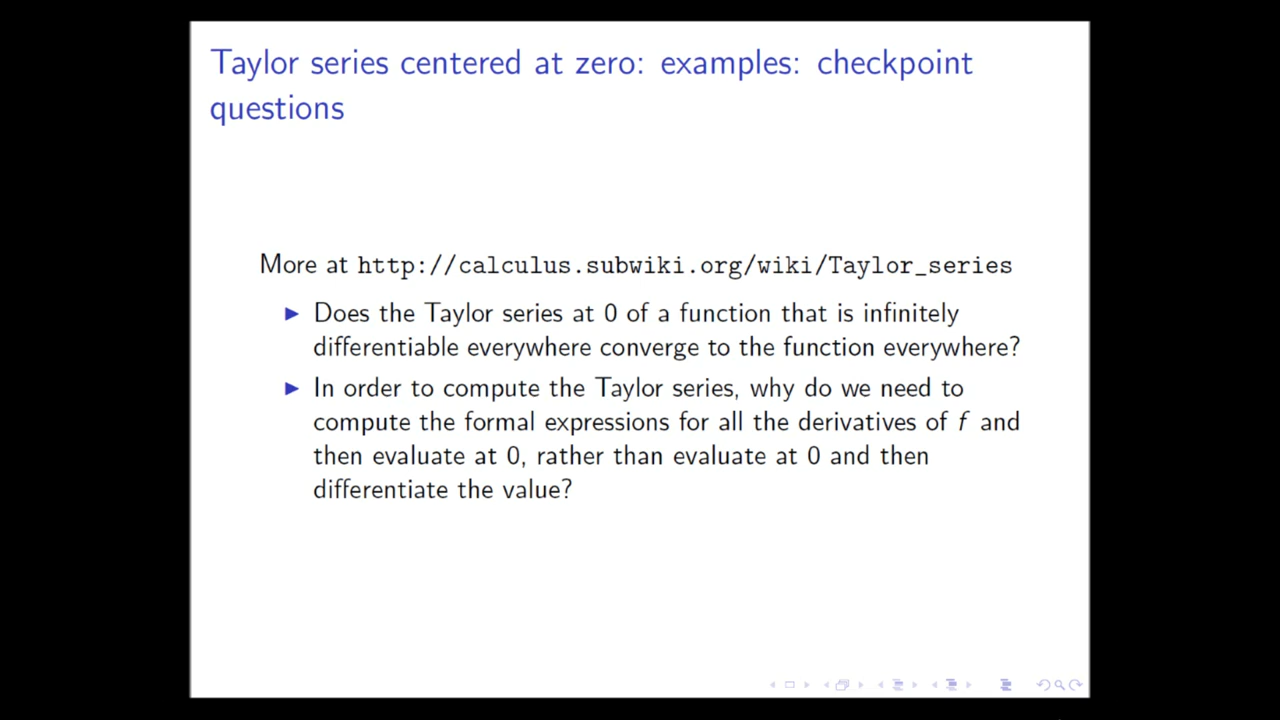 Taylor series centered at zero: examples: checkpoint
questions
More at http://calculus.subwiki.org/wiki/Taylor_series
▶ Does the Taylor series at 0 of a function that is infinitely
differentiable everywhere converge to the function everywhere?
▶ In order to compute the Taylor series, why do we need to
compute the formal expressions for all the derivatives of f and
then evaluate at 0, rather than evaluate at 0 and then
differentiate the value?